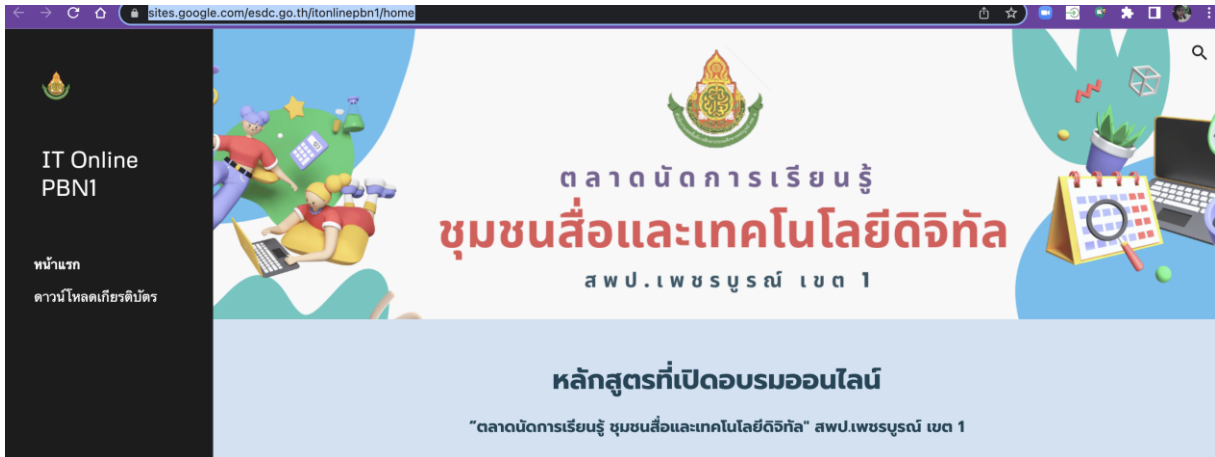 sites.google.com/esdc.go.th/itonlinepbn1/home
IT Online
PBN1
หน้าแรก
ดาวน์โหลดเกียรติบัตร
ตลาดนัดการเรียนรู้
ชุมชนสื่อและเทคโนโลยีดิจิทัล
สพป.เพชรบูรณ์ เขต 1
หลักสูตรที่เปิดอบรมออนไลน์
“ตลาดนัดการเรียนรู้ ชุมชนสื่อและเทคโนโลยีดิจิทัล" สพป.เพชรบูรณ์ เขต 1